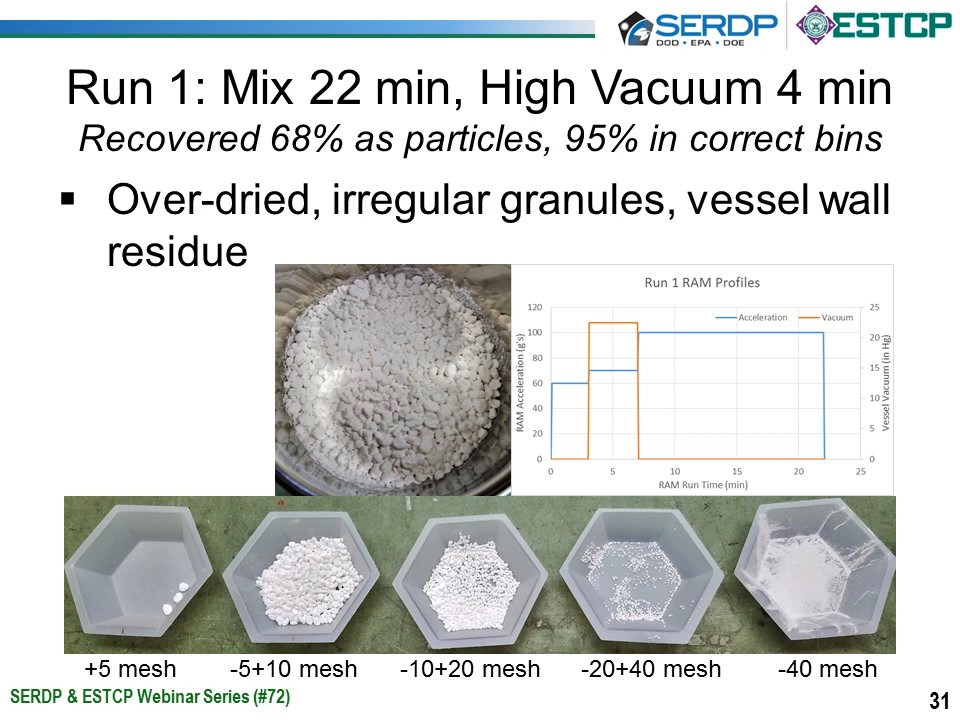 SERDP
DOD • EPA • DOE
ESTCP
Run 1: Mix 22 min, High Vacuum 4 min
Recovered 68% as particles, 95% in correct bins
▪ Over-dried, irregular granules, vessel wall
residue
Run 1 RAM Profiles
Acceleration
Vacuum
RAM Acceleration (g's)
120
100
80
60
40
20
0
25
20
15
10
5
0
Vessel Vacuum (in Hg)
0 5 10 15 20 25
RAM Run Time (min)
+5 mesh -5+10 mesh -10+20 mesh -20+40 mesh -40 mesh
SERDP & ESTCP Webinar Series (#72)
31